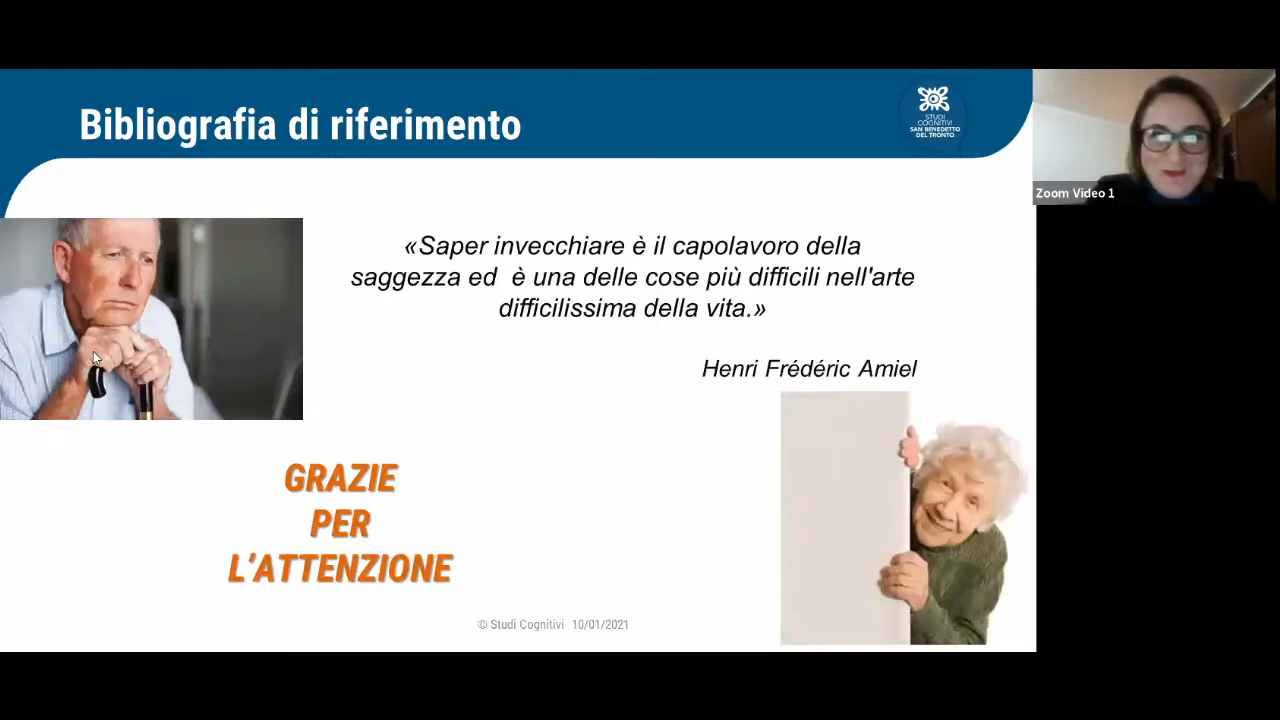 Bibliografia di riferimento
STUDI
COGNITIVI
SAN BENEDETTO
DEL TRONTO
Zoom Video 1
«Saper invecchiare è il capolavoro della
saggezza ed  è una delle cose più difficili nell'arte
difficilissima della vita.»
Henri Frédéric Amiel
GRAZIE
PER
L’ATTENZIONE
© Studi Cognitivi  10/01/2021